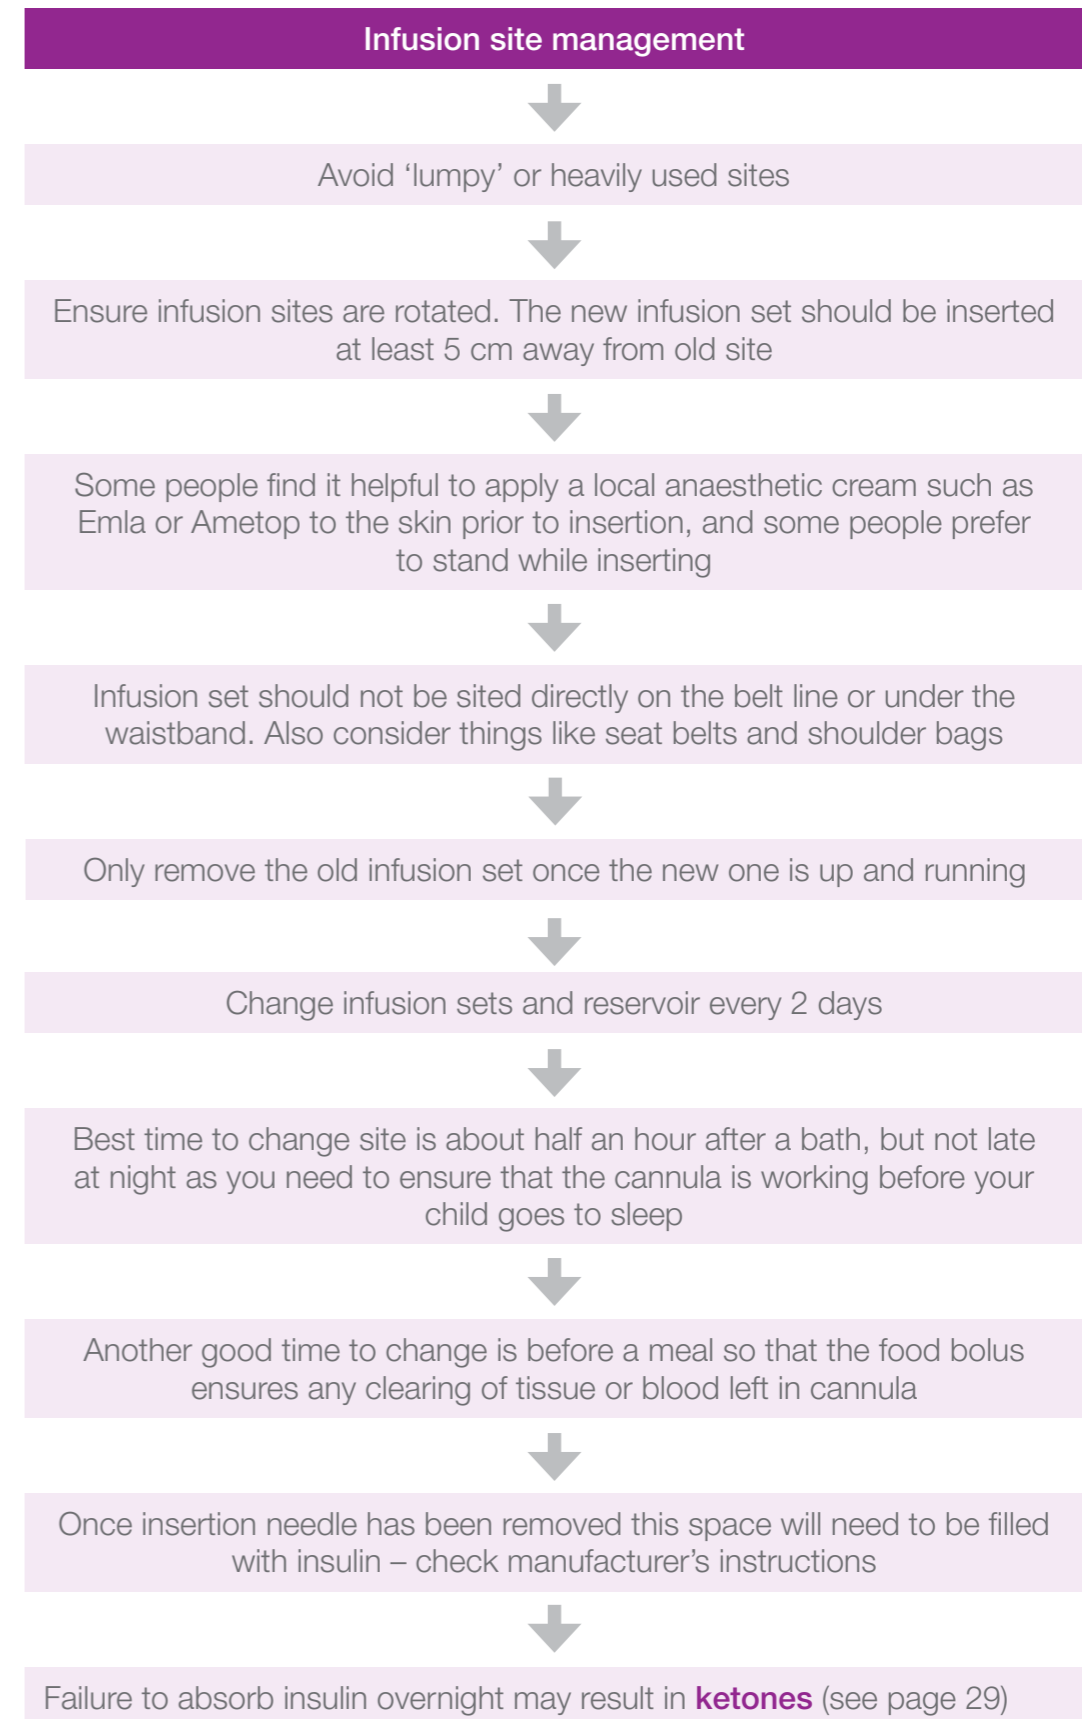 Infusion site management
Avoid ‘lumpy’ or heavily used sites
Ensure infusion sites are rotated. The new infusion set should be inserted
at least 5 cm away from old site
Some people find it helpful to apply a local anaesthetic cream such as
Emla or Ametop to the skin prior to insertion, and some people prefer
to stand while inserting
Infusion set should not be sited directly on the belt line or under the
waistband. Also consider things like seat belts and shoulder bags
Only remove the old infusion set once the new one is up and running
Change infusion sets and reservoir every 2 days
Best time to change site is about half an hour after a bath, but not late
at night as you need to ensure that the cannula is working before your
child goes to sleep
Another good time to change is before a meal so that the food bolus
ensures any clearing of tissue or blood left in cannula
Once insertion needle has been removed this space will need to be filled
with insulin – check manufacturer’s instructions
Failure to absorb insulin overnight may result in ketones (see page 29)